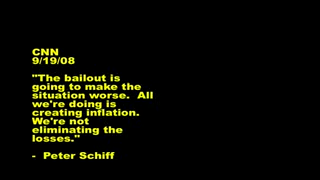 CNN
9/19/08
"The bailout is
going to make the
situation worse.  All
we're doing is
creating inflation.
We're not
eliminating the
losses."
-  Peter Schiff